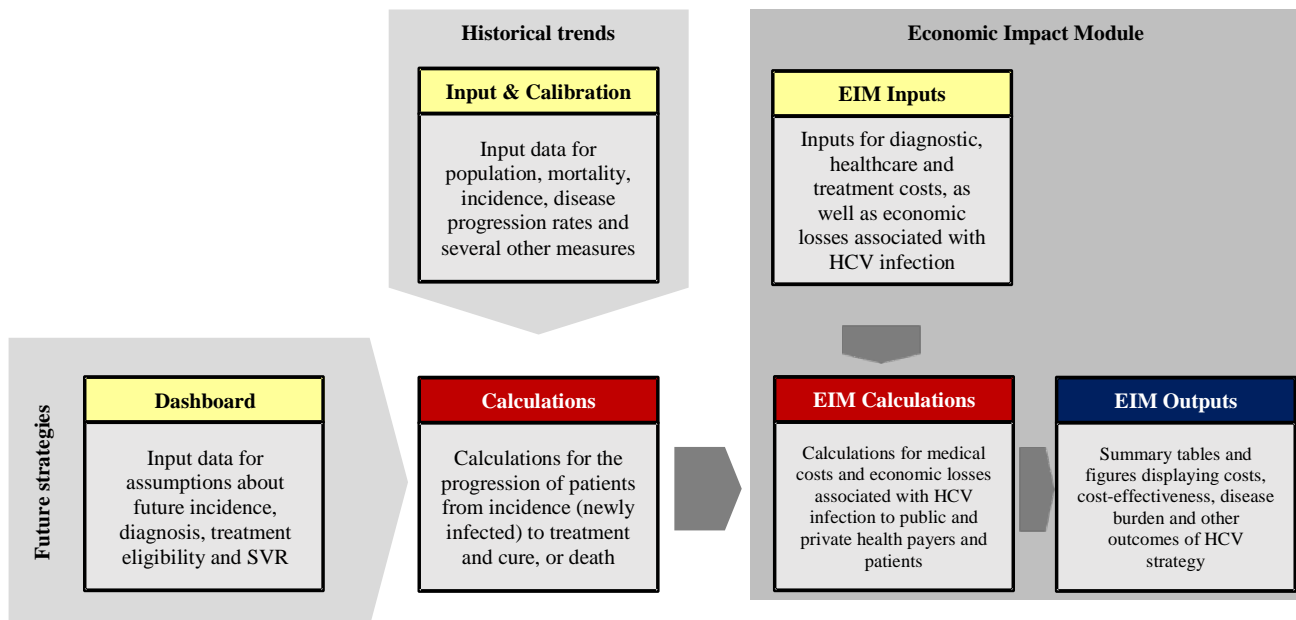 Historical trends
Input & Calibration
Input data for
population, mortality,
incidence, disease
progression rates and
several other measures
Economic Impact Module
EIM Inputs
Inputs for diagnostic,
healthcare and
treatment costs, as
well as economic
losses associated with
HCV infection
Future strategies
Dashboard
Input data for
assumptions about
future incidence,
diagnosis, treatment
eligibility and SVR
Calculations
Calculations for the
progression of patients
from incidence (newly
infected) to treatment
and cure, or death
EIM Calculations
Calculations for medical
costs and economic losses
associated with HCV
infection to public and
private health payers and
patients
EIM Outputs
Summary tables and
figures displaying costs,
cost-effectiveness, disease
burden and other
outcomes of HCV
strategy